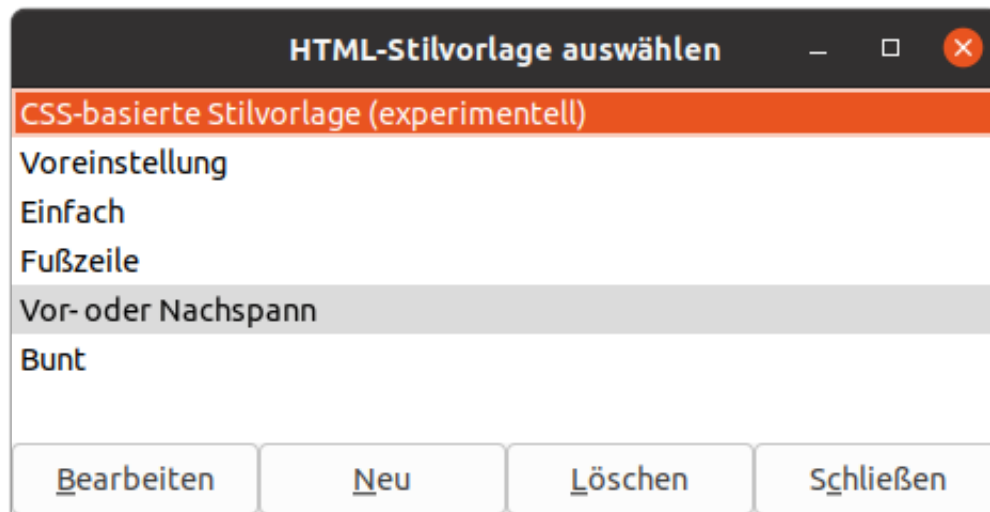 HTML-Stilvorlage auswählen
CSS-basierte Stilvorlage (experimentell)
Voreinstellung
Einfach
Fußzeile
Vor- oder Nachspann
Bunt
Bearbeiten Neu Löschen Schließen